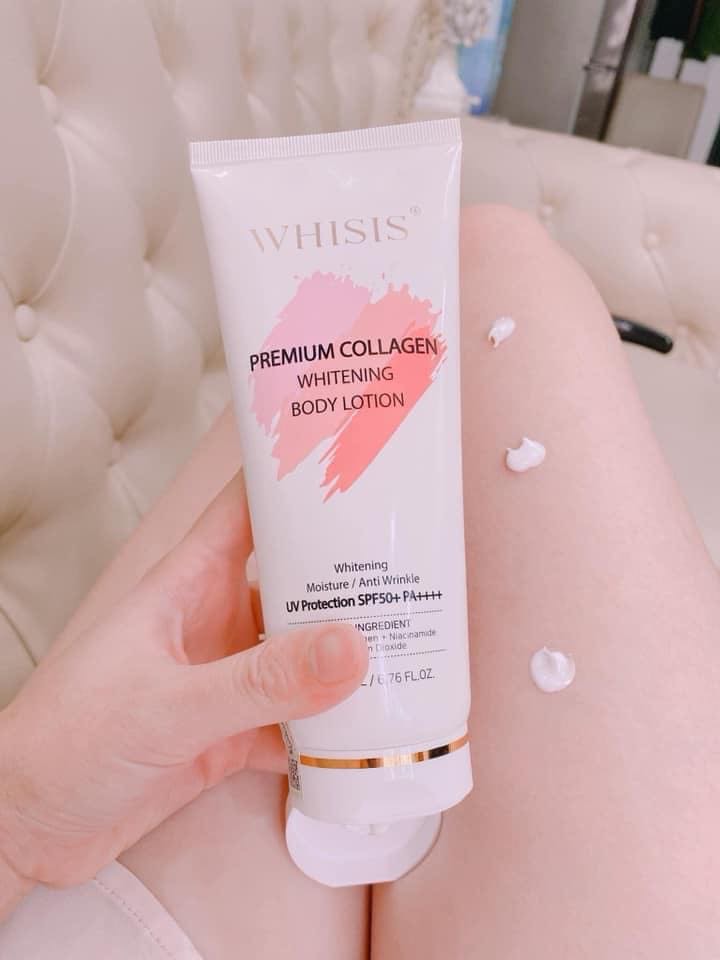 WHISIS®
PREMIUM COLLAGEN
WHITENING
BODY LOTION
Whitening
Moisture / Anti Wrinkle
UV Protection SPF50+ PA++++
INGREDIENT
+ Niacinamide
Dioxide
/ 6.76 FL.OZ.